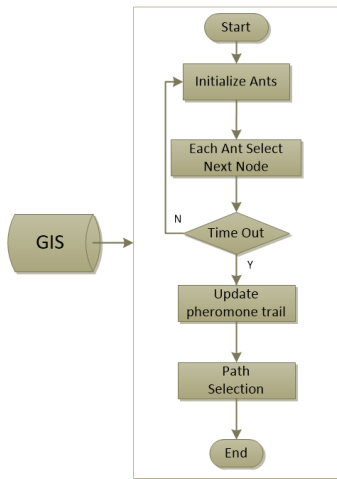 Start
Initialize Ants
Each Ant Select
Next Node
N
Time Out
GIS
Y
Update
pheromone trail
Path
Selection
End